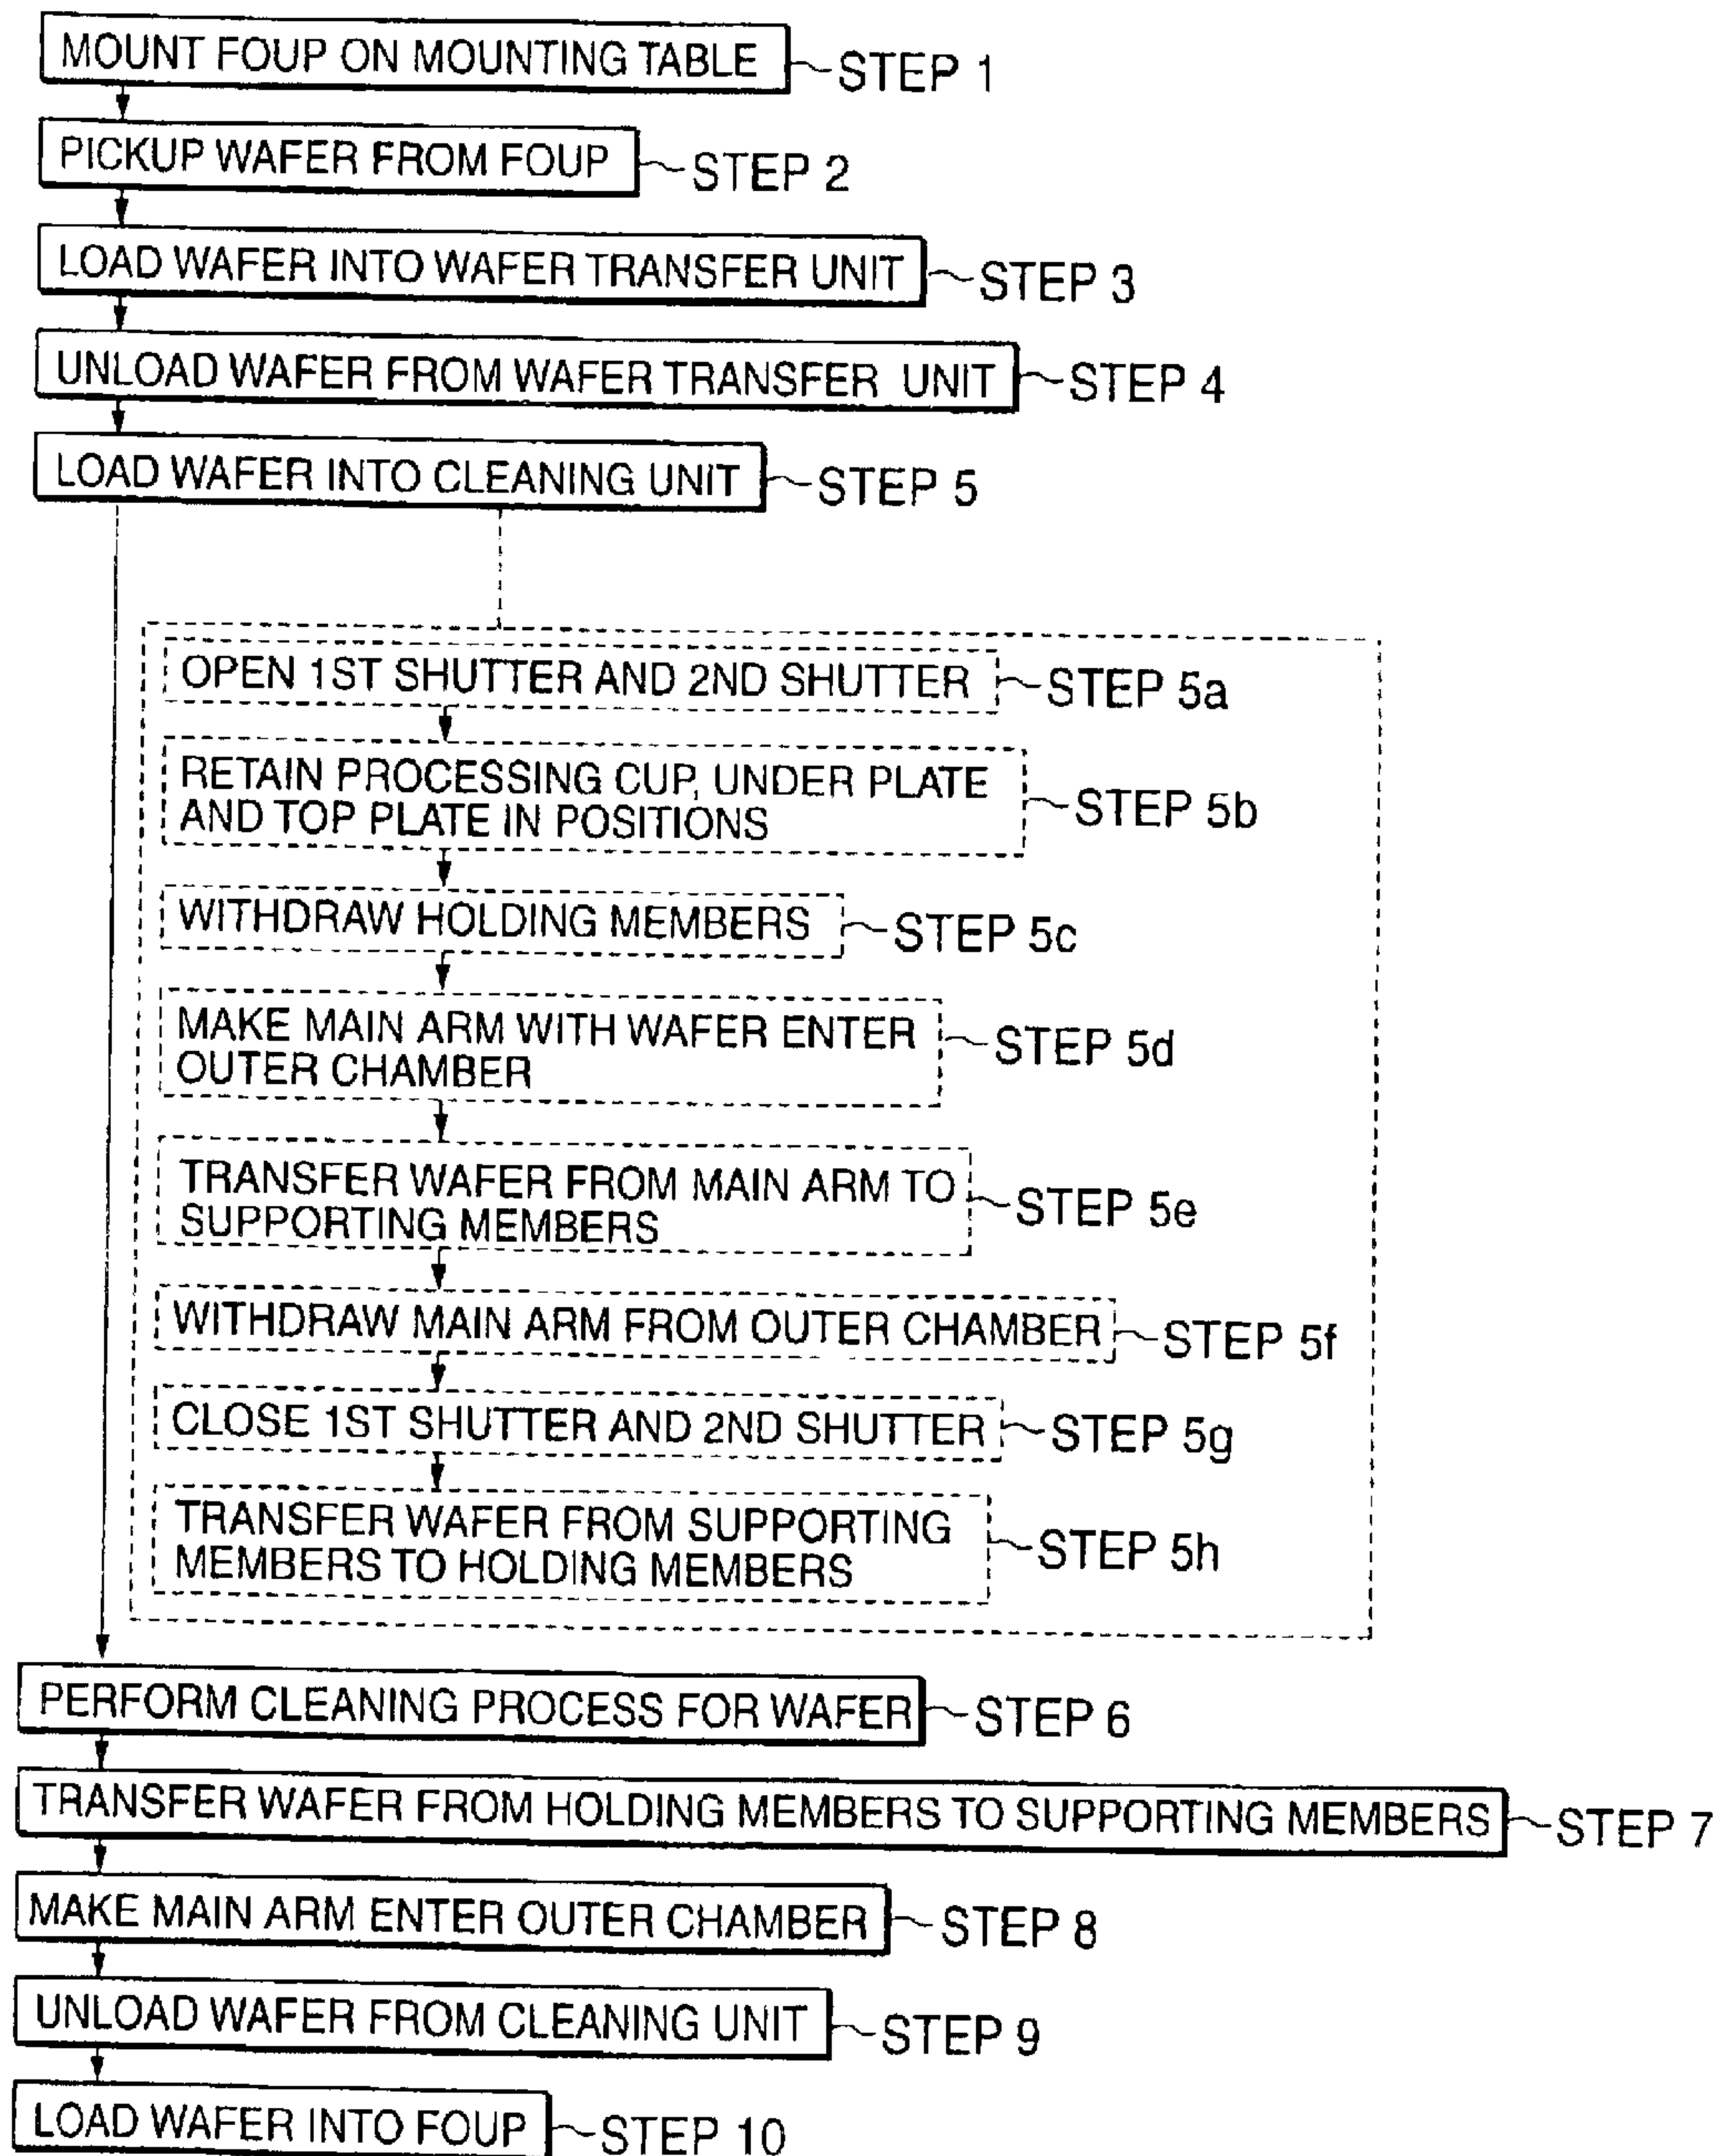 MOUNT FOUP ON MOUNTING TABLE STEP 1
PICKUP WAFER FROM FOUP STEP 2
LOAD WAFER INTO WAFER TRANSFER UNIT STEP 3
UNLOAD WAFER FROM WAFER TRANSFER UNIT STEP 4
LOAD WAFER INTO CLEANING UNIT STEP 5
OPEN 1ST SHUTTER AND 2ND SHUTTER STEP 5a
RETAIN PROCESSING CUP, UNDER PLATE
AND TOP PLATE IN POSITIONS
STEP 5b
WITHDRAW HOLDING MEMBERS STEP 5c
MAKE MAIN ARM WITH WAFER ENTER
OUTER CHAMBER
STEP 5d
TRANSFER WAFER FROM MAIN ARM TO
SUPPORTING MEMBERS
STEP 5e
WITHDRAW MAIN ARM FROM OUTER CHAMBER STEP 5f
CLOSE 1ST SHUTTER AND 2ND SHUTTER STEP 5g
TRANSFER WAFER FROM SUPPORTING
MEMBERS TO HOLDING MEMBERS
STEP 5h
PERFORM CLEANING PROCESS FOR WAFER STEP 6
TRANSFER WAFER FROM HOLDING MEMBERS TO SUPPORTING MEMBERS STEP 7
MAKE MAIN ARM ENTER OUTER CHAMBER STEP 8
UNLOAD WAFER FROM CLEANING UNIT STEP 9
LOAD WAFER INTO FOUP STEP 10